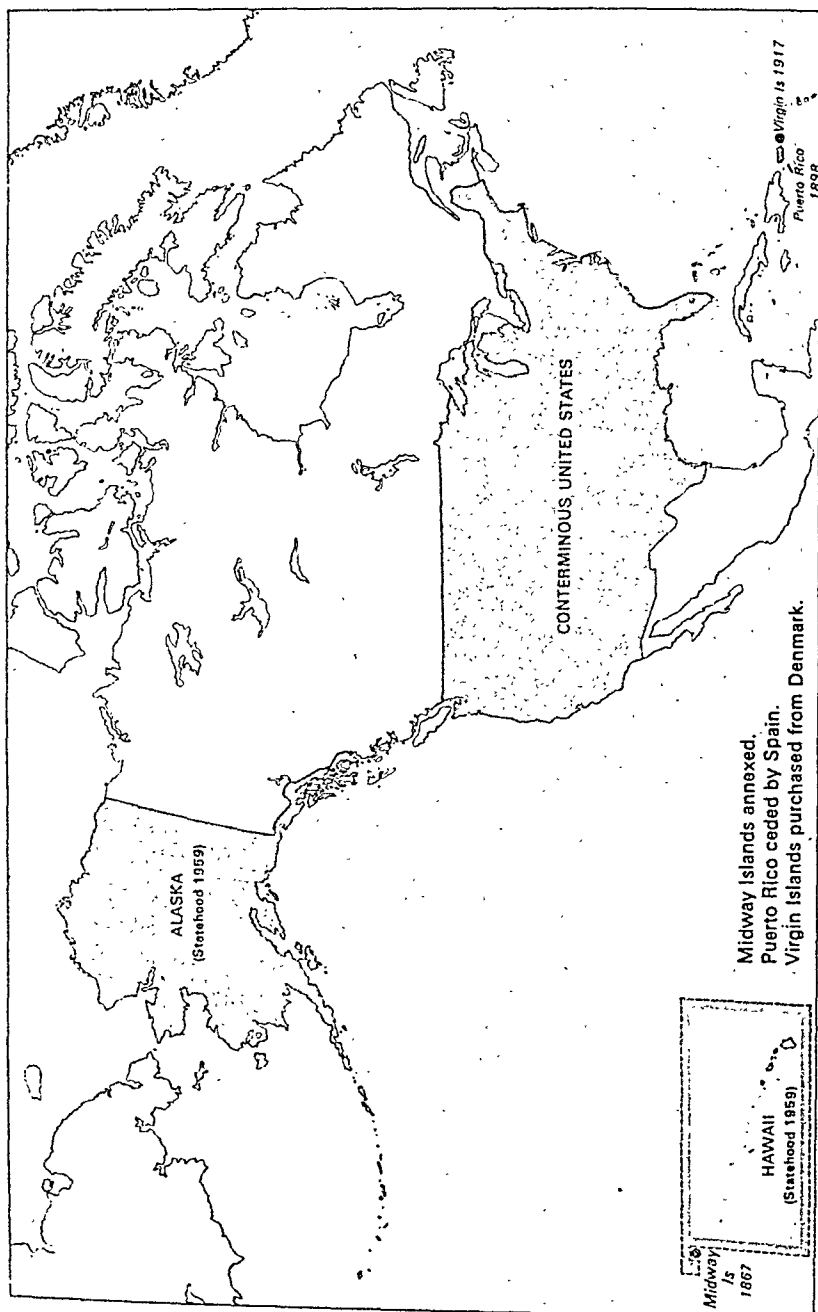 ALASKA
(Statehood 1959)
CONTERMINOUS UNITED STATES
Midway Islands annexed.
Puerto Rico ceded by Spain.
Virgin Islands purchased from Denmark.
HAWAII
(Statehood 1959)
Midway
Is
1867
Virgin Is 1917
Puerto Rico
1898